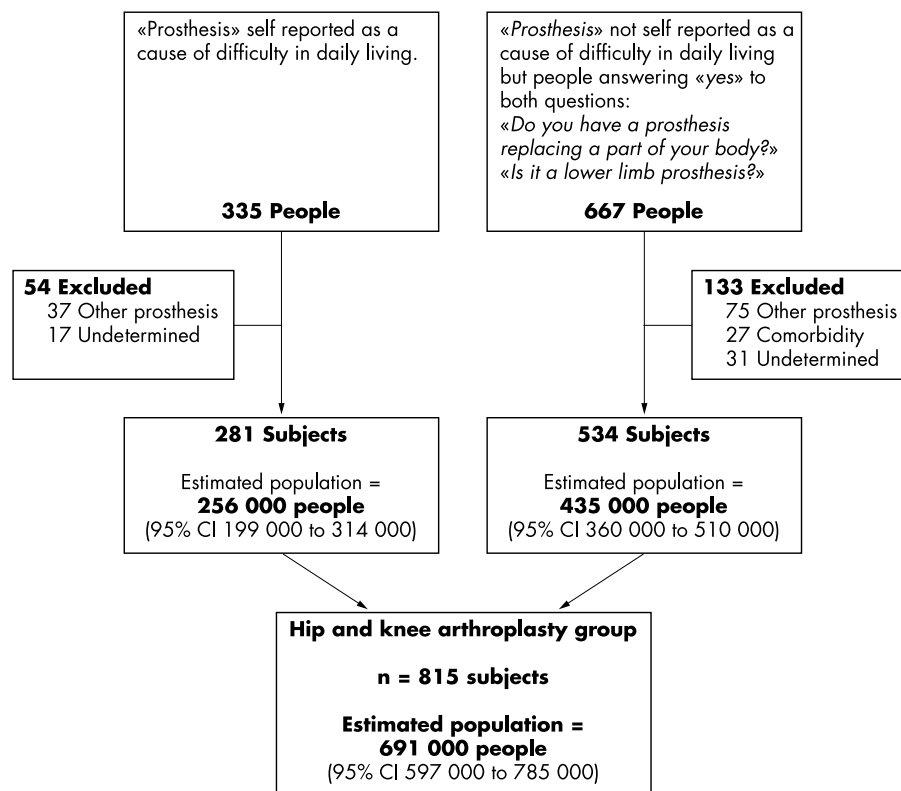 «Prosthesis» self reported as a
cause of difficulty in daily living.
335 People
«Prosthesis» not self reported as a
cause of difficulty in daily living
but people answering «yes» to
both questions:
«Do you have a prosthesis
replacing a part of your body?»
«Is it a lower limb prosthesis?»
667 People
54 Excluded
37 Other prosthesis
17 Undetermined
133 Excluded
75 Other prosthesis
27 Comorbidity
31 Undetermined
281 Subjects
Estimated population =
256 000 people
(95% CI 199 000 to 314 000)
534 Subjects
Estimated population =
435 000 people
(95% CI 360 000 to 510 000)
Hip and knee arthroplasty group
n = 815 subjects
Estimated population =
691 000 people
(95% CI 597 000 to 785 000)